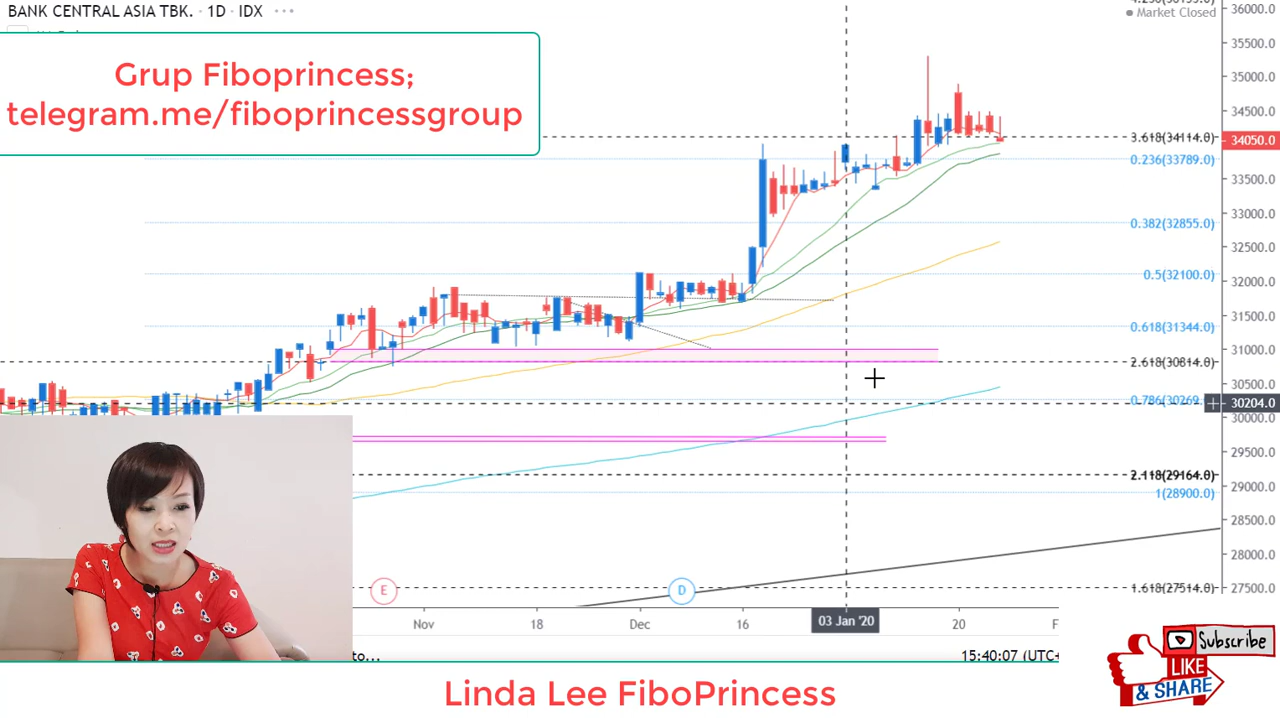 BANK CENTRAL ASIA TBK. · 1D · IDX ···
Market Closed
Grup Fiboprincess;
telegram.me/fiboprincessgroup
36000.0
35500.0
35000.0
34500.0
3.618(34114.0)
34050.0
0.236(33789.0)
33500.0
33000.0
0.382(32855.0)
32500.0
0.5(32100.0)
32000.0
31500.0
0.618(31344.0)
31000.0
2.618(30814.0)
30500.0
0.786(30269
30204.0
30000.0
29500.0
2.118(29164.0)
29000.0
1(28900.0)
28500.0
28000.0
1.618(27514.0)
27500.0
E
D
Nov
18
Dec
16
03 Jan '20
20
F
to...
15:40:07 (UTC+
Subscribe
LIKE
& SHARE
Linda Lee FiboPrincess